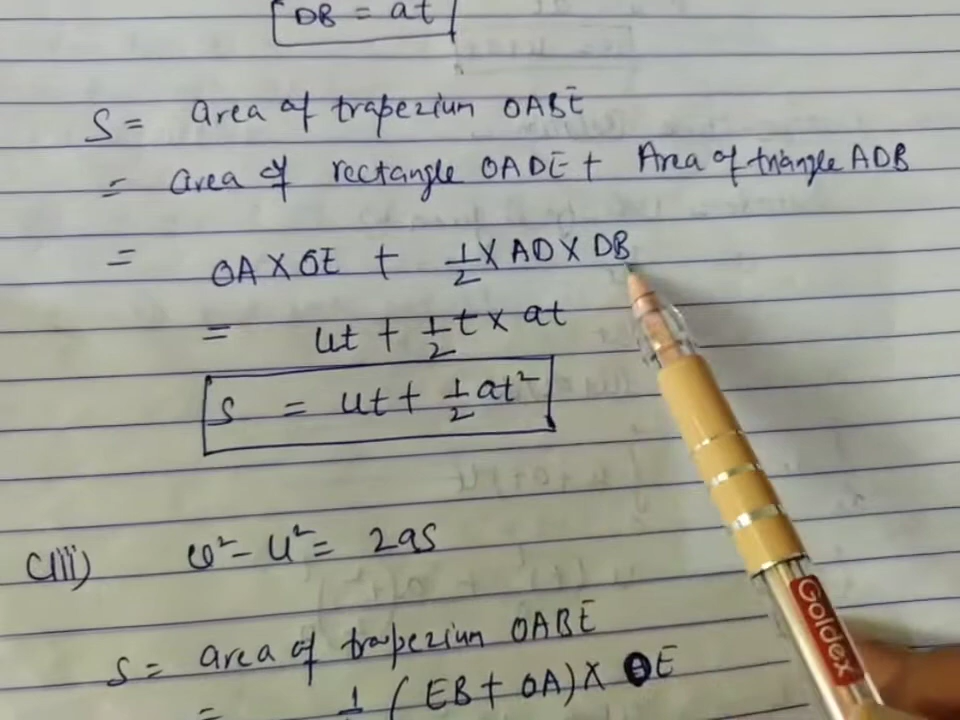 DB = at
S = area of trapezium OABE
= area of rectangle OADE + Area of triangle ADB
= OA X OE + 1/2 X AD X DB
= ut + 1/2 t x at
S = ut + 1/2 at²
(iii) v² - u² = 2as
S = area of trapezium OABE
= 1/2 (EB + OA) X OE
Goldex